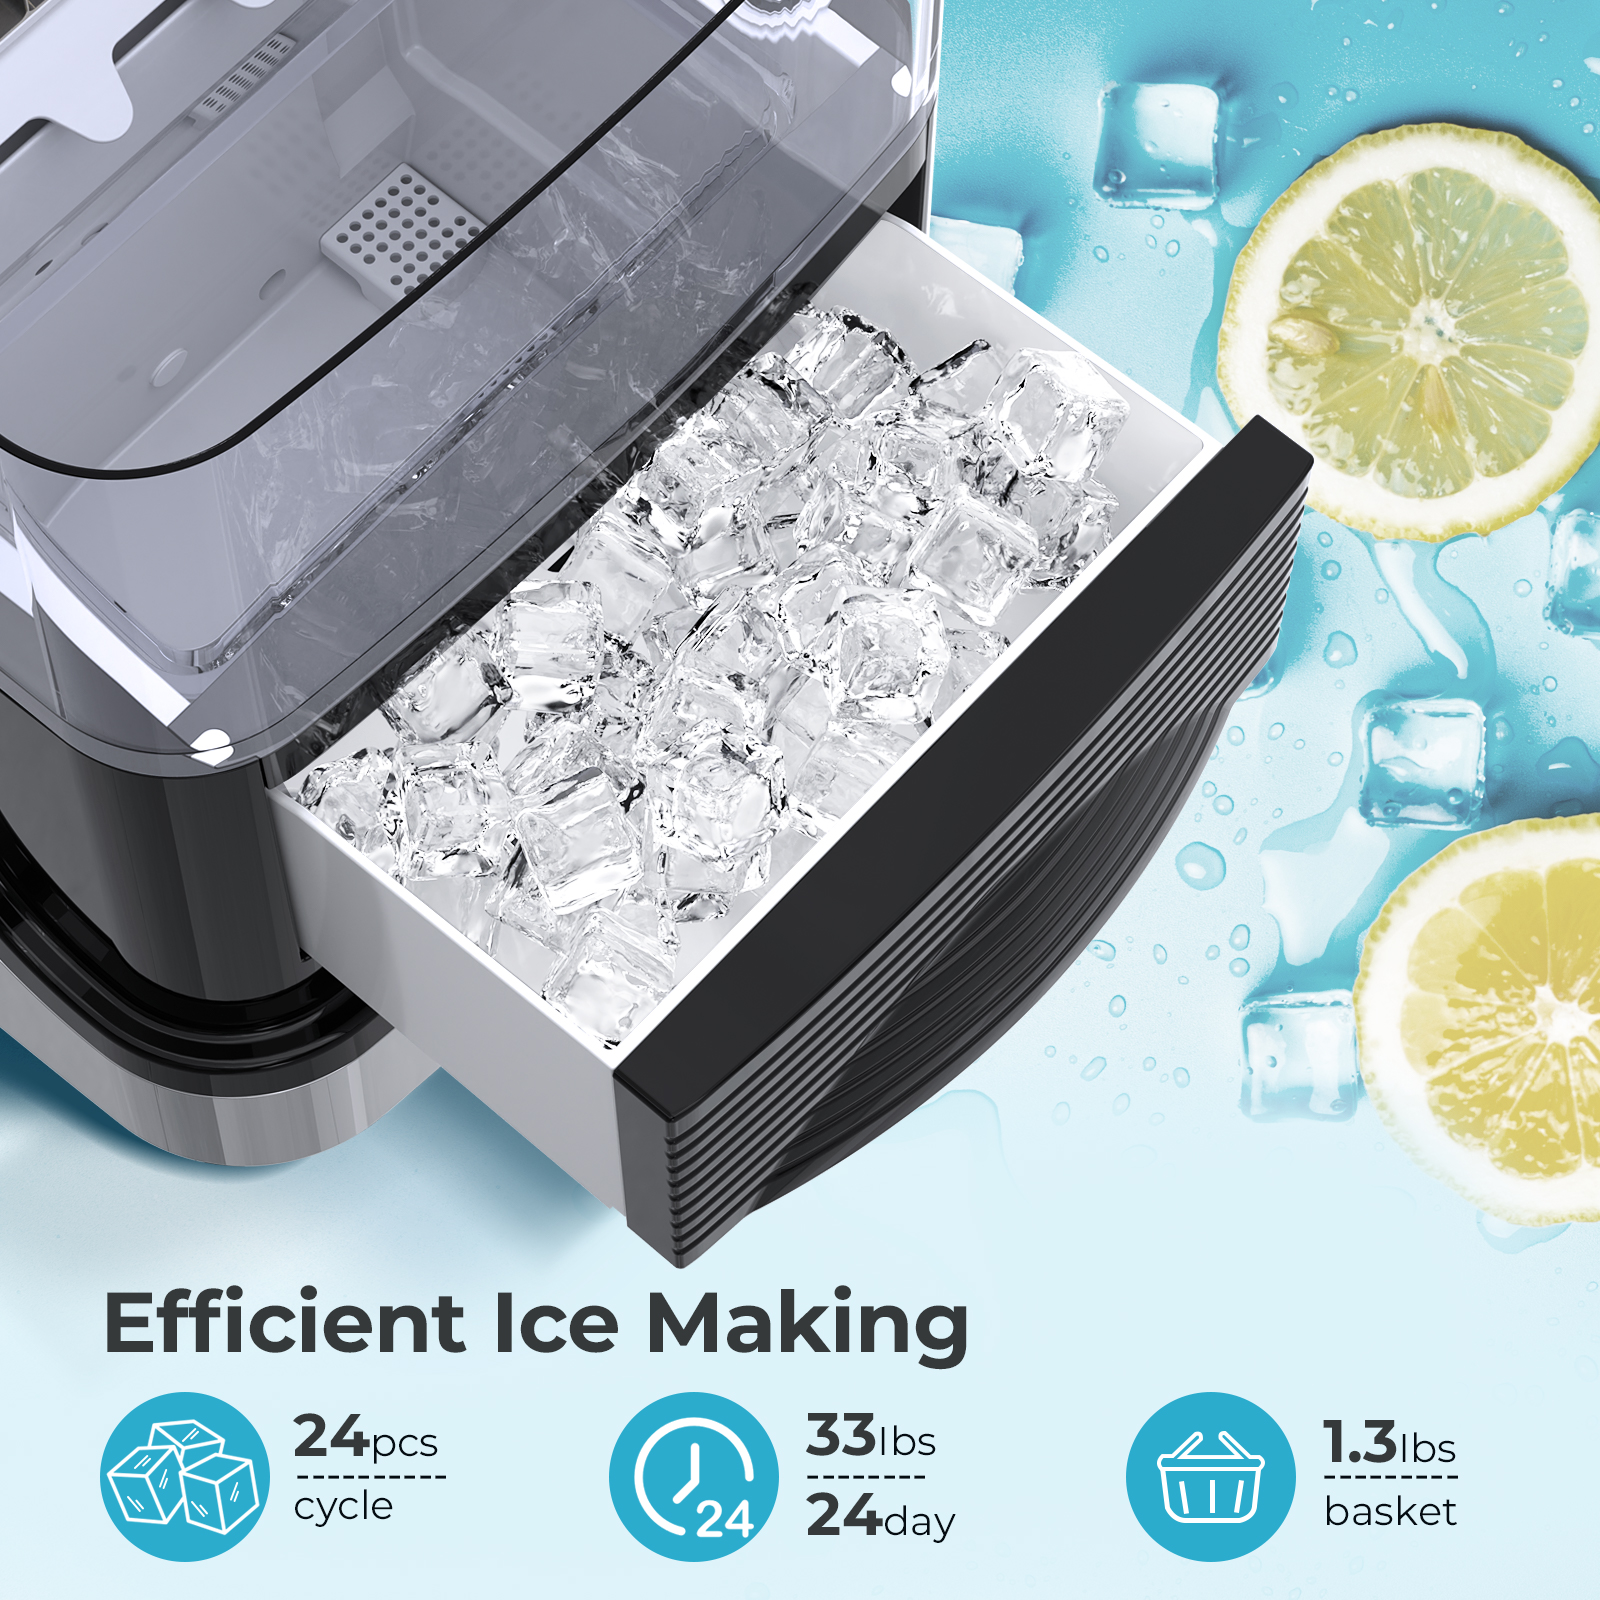 Efficient Ice Making
24pcs
cycle
24
33lbs
24day
1.3lbs
basket